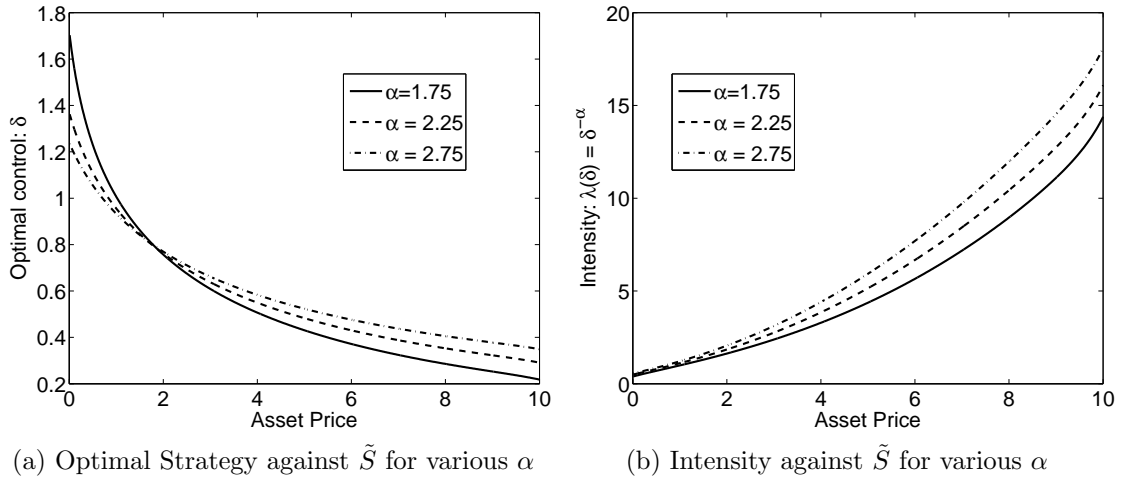 1.8
1.6
1.4
1.2
1
0.8
0.6
0.4
0.2
0 2 4 6 8 10
Asset Price
Optimal control: δ
α=1.75
α = 2.25
α = 2.75
(a) Optimal Strategy against S̃ for various α
20
15
10
5
0
0 2 4 6 8 10
Asset Price
Intensity: λ(δ) = δ^{-α}
α=1.75
α = 2.25
α = 2.75
(b) Intensity against S̃ for various α